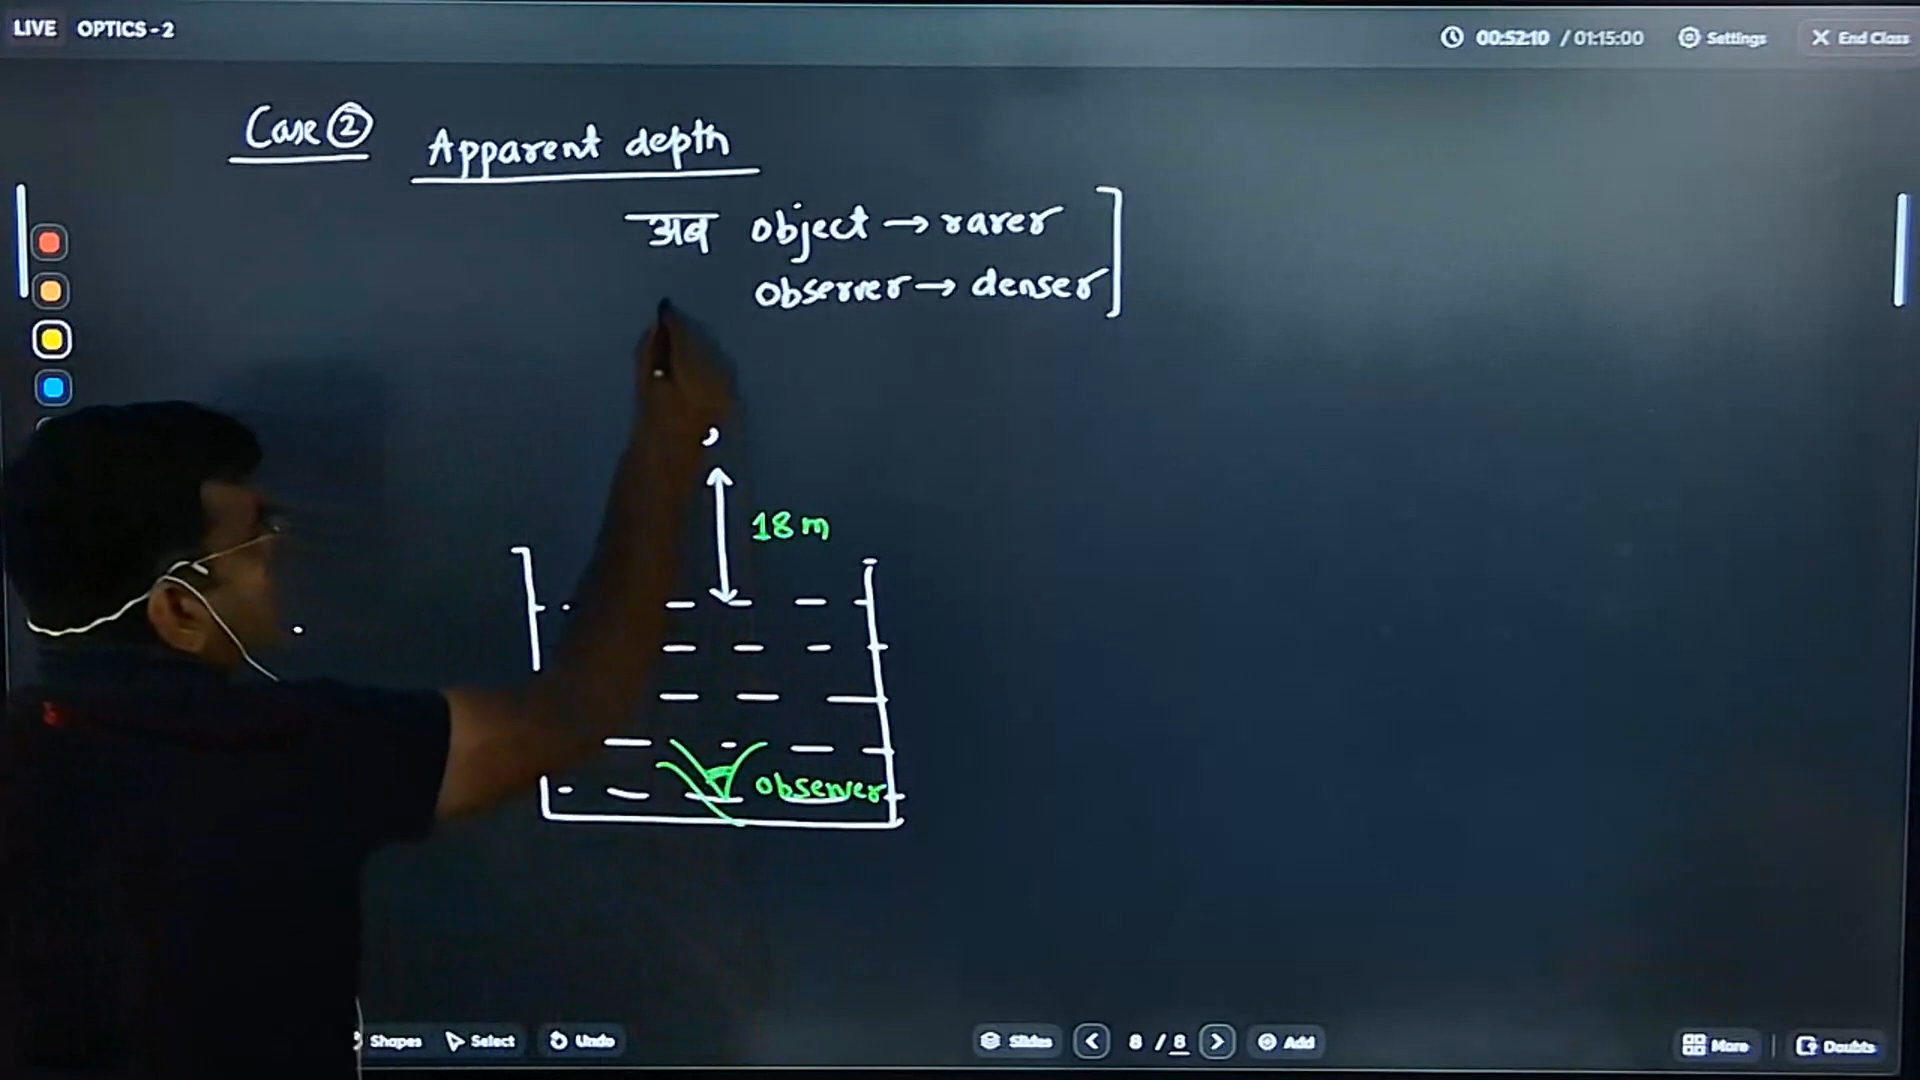 LIVE OPTICS - 2
00:52:10 / 01:15:00 Settings X End Class
Case ②
Apparent depth
अब object → rarer
observer → denser
18 m
observer
Shapes Select Undo Slides < 8 / 8 > Add More Doubts